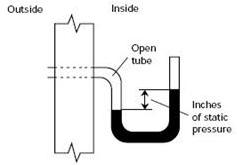 Outside Inside
Open
tube
Inches
of static
pressure